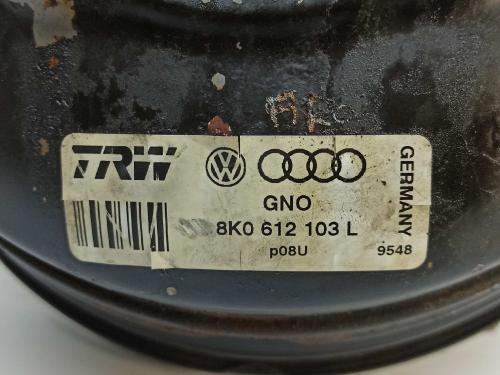 TRW
GNO
8K0 612 103 L
p08U
GERMANY
9548